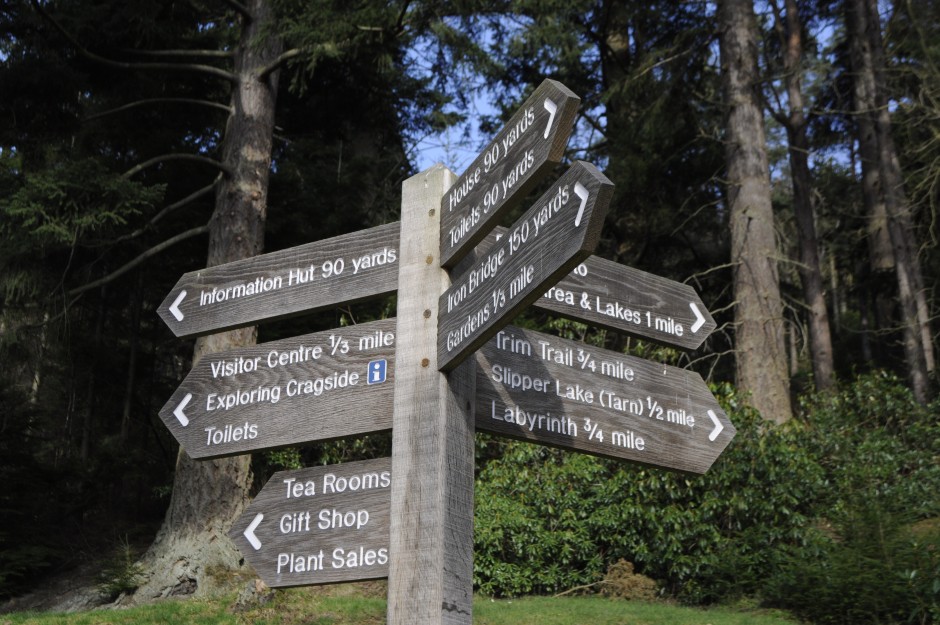 House 90 yards
Toilets 90 yards
Iron Bridge 150 yards
Gardens 1/3 mile
Information Hut 90 yards
& Lakes 1 mile
Visitor Centre 1/3 mile
Exploring Cragside i
Toilets
Trim Trail 3/4 mile
Slipper Lake (Tarn) 1/2 mile
Labyrinth 3/4 mile
Tea Rooms
Gift Shop
Plant Sales